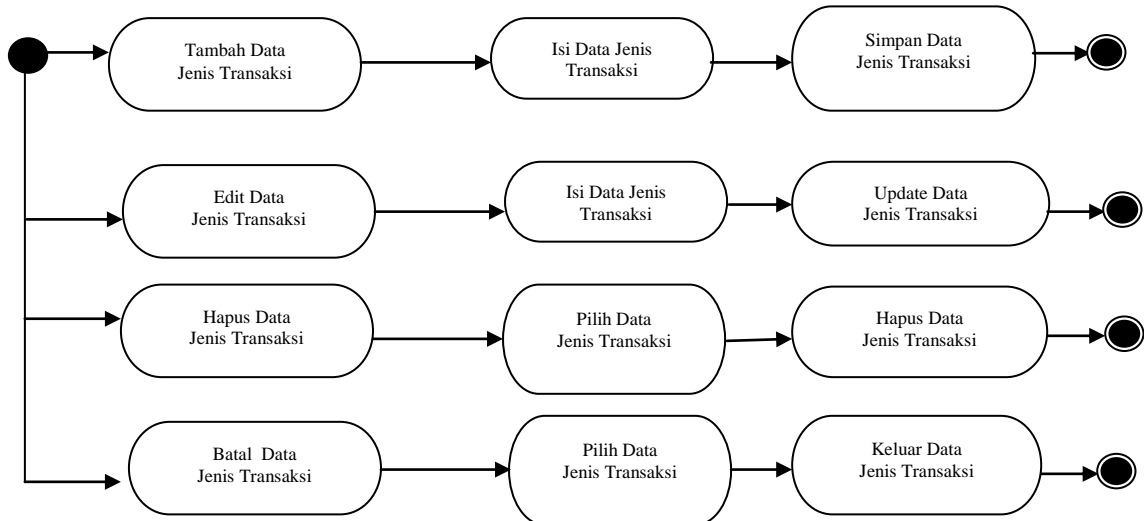 Tambah Data
Jenis Transaksi
Isi Data Jenis
Transaksi
Simpan Data
Jenis Transaksi
Edit Data
Jenis Transaksi
Isi Data Jenis
Transaksi
Update Data
Jenis Transaksi
Hapus Data
Jenis Transaksi
Pilih Data
Jenis Transaksi
Hapus Data
Jenis Transaksi
Batal Data
Jenis Transaksi
Pilih Data
Jenis Transaksi
Keluar Data
Jenis Transaksi